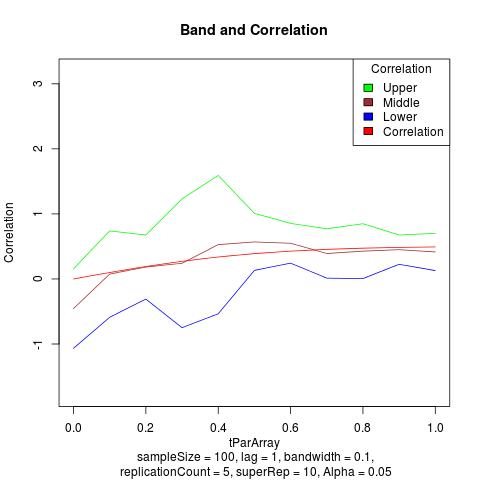 Band and Correlation
Correlation
Upper
Middle
Lower
Correlation
Correlation
3
2
1
0
-1
0.0 0.2 0.4 0.6 0.8 1.0
tParArray
sampleSize = 100, lag = 1, bandwidth = 0.1,
replicationCount = 5, superRep = 10, Alpha = 0.05